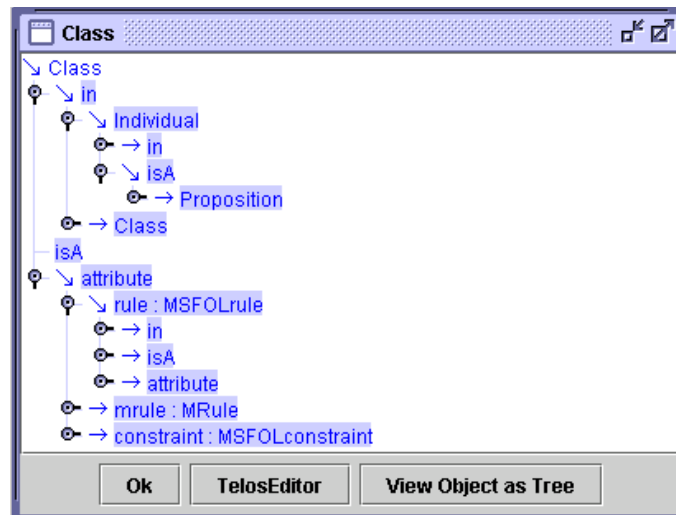 Class
Class
in
Individual
in
isA
Proposition
Class
isA
attribute
rule : MSFOLrule
in
isA
attribute
mrule : MRule
constraint : MSFOLconstraint
Ok TelosEditor View Object as Tree